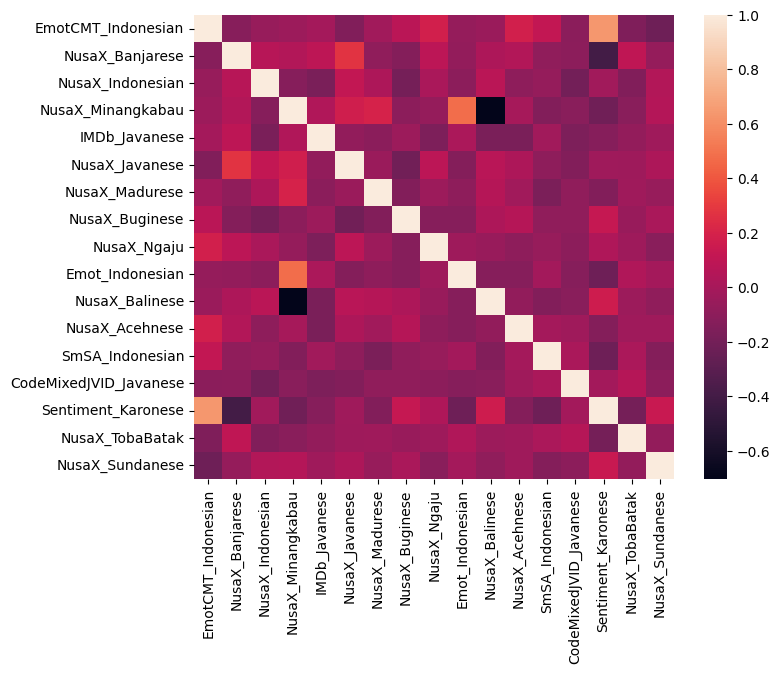 EmotCMT_Indonesian
NusaX_Banjarese
NusaX_Indonesian
NusaX_Minangkabau
IMDb_Javanese
NusaX_Javanese
NusaX_Madurese
NusaX_Buginese
NusaX_Ngaju
Emot_Indonesian
NusaX_Balinese
NusaX_Acehnese
SmSA_Indonesian
CodeMixedJVID_Javanese
Sentiment_Karonese
NusaX_TobaBatak
NusaX_Sundanese
EmotCMT_Indonesian
NusaX_Banjarese
NusaX_Indonesian
NusaX_Minangkabau
IMDb_Javanese
NusaX_Javanese
NusaX_Madurese
NusaX_Buginese
NusaX_Ngaju
Emot_Indonesian
NusaX_Balinese
NusaX_Acehnese
SmSA_Indonesian
CodeMixedJVID_Javanese
Sentiment_Karonese
NusaX_TobaBatak
NusaX_Sundanese
1.0
0.8
0.6
0.4
0.2
0.0
−0.2
−0.4
−0.6